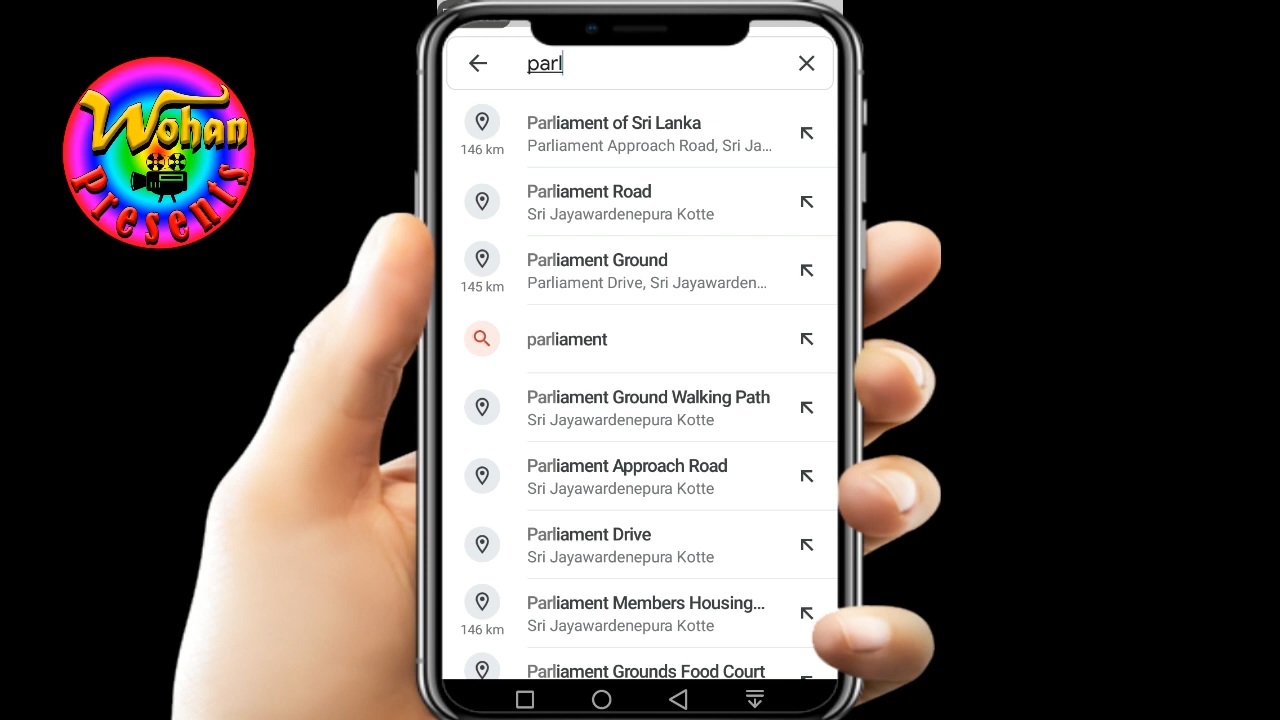 Wohan
Presents
parl
Parliament of Sri Lanka
146 km
Parliament Approach Road, Sri Ja...
Parliament Road
Sri Jayawardenepura Kotte
Parliament Ground
145 km
Parliament Drive, Sri Jayawarden...
parliament
Parliament Ground Walking Path
Sri Jayawardenepura Kotte
Parliament Approach Road
Sri Jayawardenepura Kotte
Parliament Drive
Sri Jayawardenepura Kotte
Parliament Members Housing...
146 km
Sri Jayawardenepura Kotte
Parliament Grounds Food Court